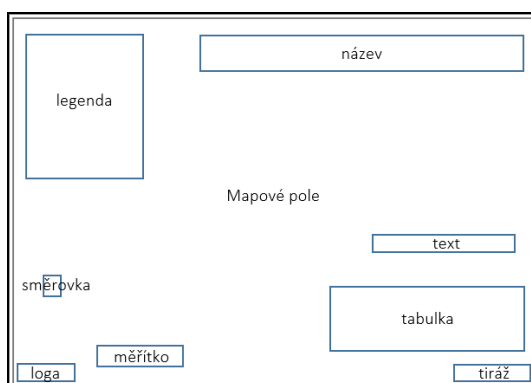 název
legenda
Mapové pole
text
směrovka
tabulka
měřítko
loga
tiráž